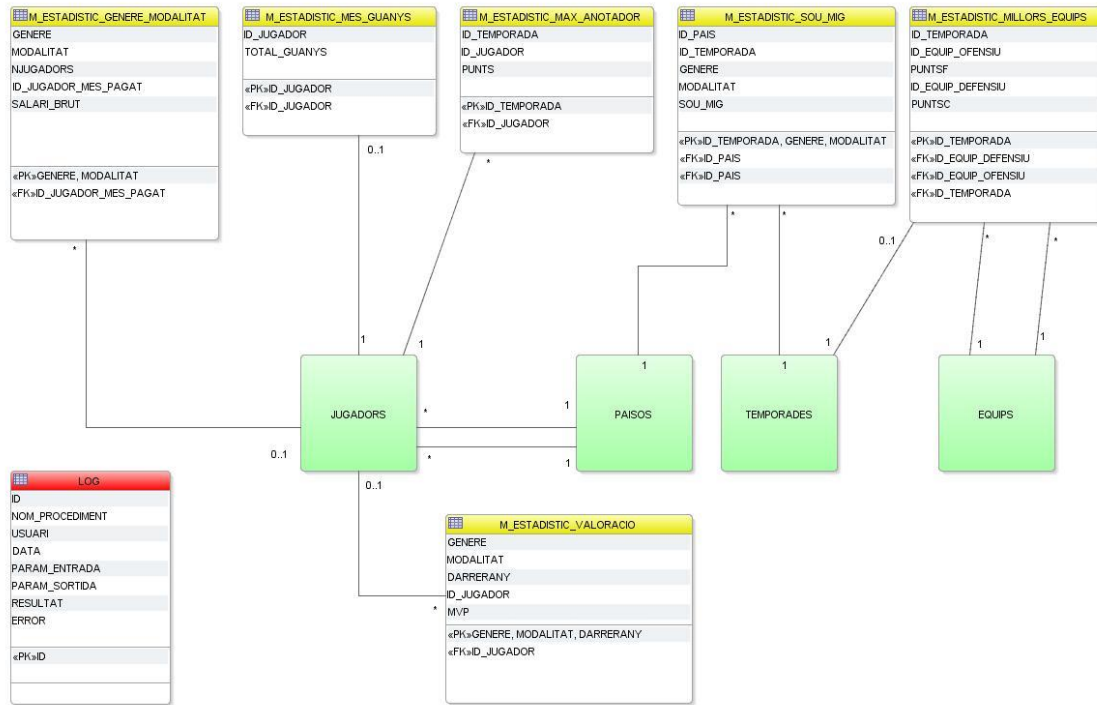 M_ESTADISTIC_GENERE_MODALITAT
GENERE
MODALITAT
NJUGADORS
ID_JUGADOR_MES_PAGAT
SALARI_BRUT
«PK»GENERE, MODALITAT
«FK»ID_JUGADOR_MES_PAGAT
M_ESTADISTIC_MES_GUANYS
ID_JUGADOR
TOTAL_GUANYS
«PK»ID_JUGADOR
«FK»ID_JUGADOR
M_ESTADISTIC_MAX_ANOTADOR
ID_TEMPORADA
ID_JUGADOR
PUNTS
«PK»ID_TEMPORADA
«FK»ID_JUGADOR
M_ESTADISTIC_SOU_MIG
ID_PAIS
ID_TEMPORADA
GENERE
MODALITAT
SOU_MIG
«PK»ID_TEMPORADA, GENERE, MODALITAT
«FK»ID_PAIS
«FK»ID_PAIS
M_ESTADISTIC_MILLORS_EQUIPS
ID_TEMPORADA
ID_EQUIP_OFENSIU
PUNTSF
ID_EQUIP_DEFENSIU
PUNTSC
«PK»ID_TEMPORADA
«FK»ID_EQUIP_DEFENSIU
«FK»ID_EQUIP_OFENSIU
«FK»ID_TEMPORADA
*
0..1
*
*
*
0..1
*
*
1
1
1
1
1
1
1
JUGADORS
PAISOS
TEMPORADES
EQUIPS
*
1
*
1
0..1
0..1
*
LOG
ID
NOM_PROCEDIMENT
USUARI
DATA
PARAM_ENTRADA
PARAM_SORTIDA
RESULTAT
ERROR
«PK»ID
M_ESTADISTIC_VALORACIO
GENERE
MODALITAT
DARRERANY
ID_JUGADOR
MVP
«PK»GENERE, MODALITAT, DARRERANY
«FK»ID_JUGADOR